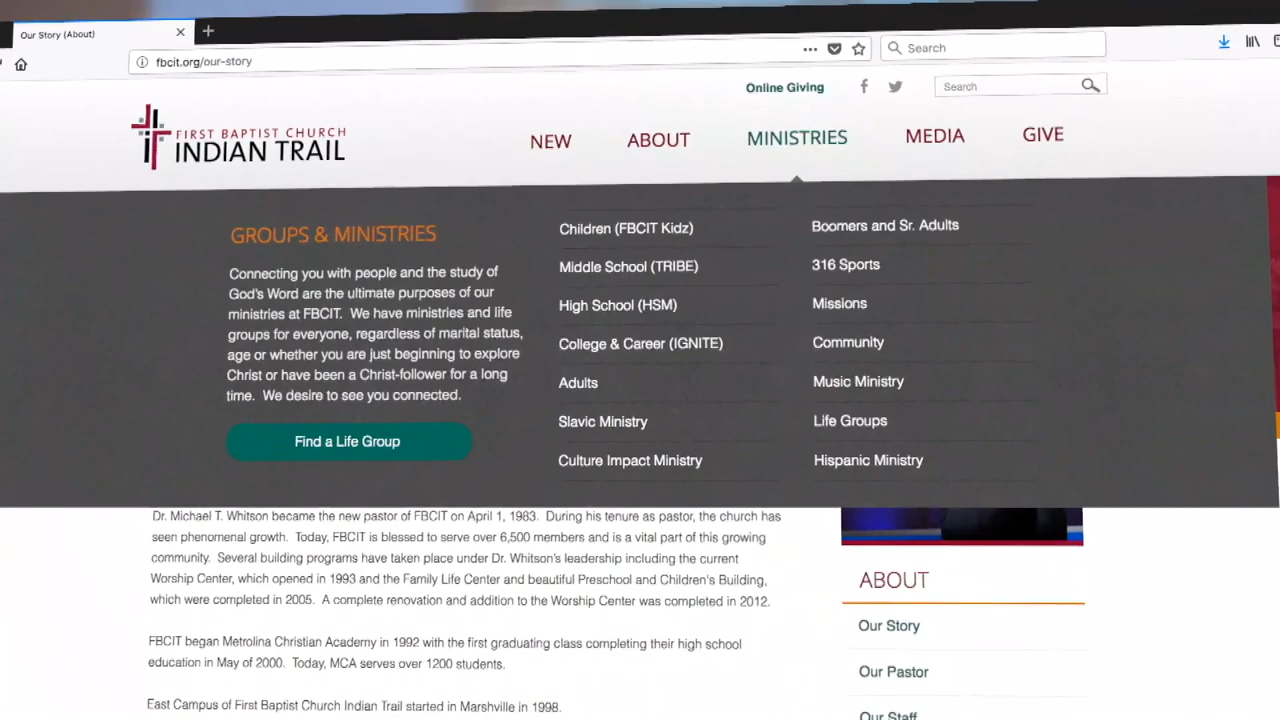 Our Story (About)
fbcit.org/our-story
Search
Online Giving
Search
FIRST BAPTIST CHURCH
INDIAN TRAIL
NEW
ABOUT
MINISTRIES
MEDIA
GIVE
GROUPS & MINISTRIES
Connecting you with people and the study of
God's Word are the ultimate purposes of our
ministries at FBCIT. We have ministries and life
groups for everyone, regardless of marital status,
age or whether you are just beginning to explore
Christ or have been a Christ-follower for a long
time. We desire to see you connected.
Find a Life Group
Children (FBCIT Kidz)
Middle School (TRIBE)
High School (HSM)
College & Career (IGNITE)
Adults
Slavic Ministry
Culture Impact Ministry
Boomers and Sr. Adults
316 Sports
Missions
Community
Music Ministry
Life Groups
Hispanic Ministry
Dr. Michael T. Whitson became the new pastor of FBCIT on April 1, 1983. During his tenure as pastor, the church has
seen phenomenal growth. Today, FBCIT is blessed to serve over 6,500 members and is a vital part of this growing
community. Several building programs have taken place under Dr. Whitson's leadership including the current
Worship Center, which opened in 1993 and the Family Life Center and beautiful Preschool and Children's Building,
which were completed in 2005. A complete renovation and addition to the Worship Center was completed in 2012.
FBCIT began Metrolina Christian Academy in 1992 with the first graduating class completing their high school
education in May of 2000. Today, MCA serves over 1200 students.
East Campus of First Baptist Church Indian Trail started in Marshville in 1998.
ABOUT
Our Story
Our Pastor
Our Staff